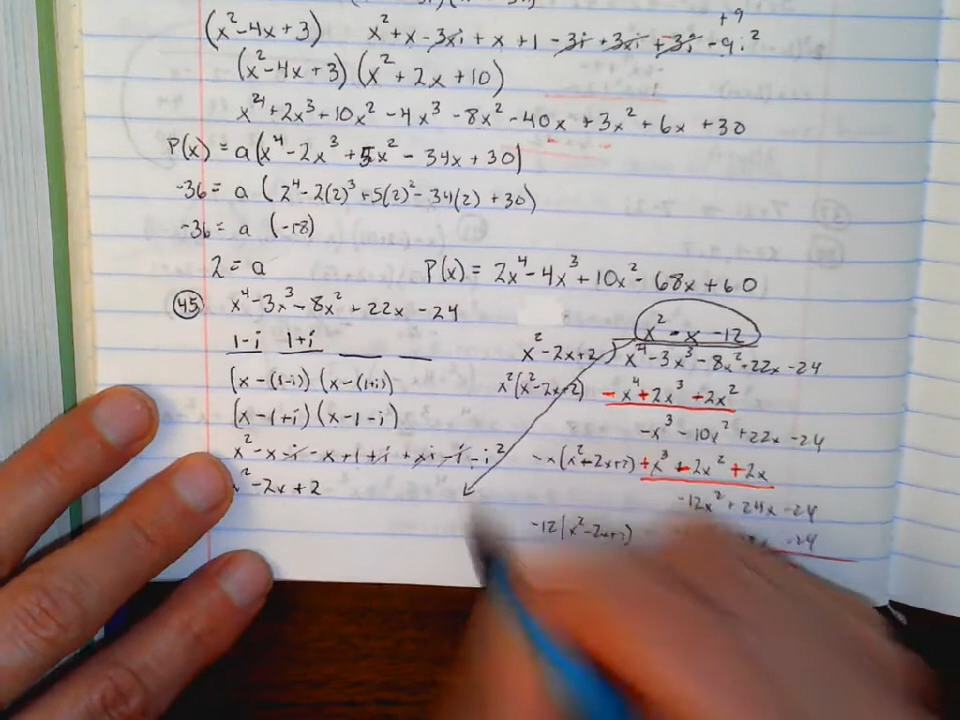 +9
(x²-4x+3) x²+x-3xi+x+1-3i+3xi+3i-9i²
(x²-4x+3)(x²+2x+10)
x⁴+2x³+10x²-4x³-8x²-40x+3x²+6x+30
P(x)=a(x⁴-2x³+5x²-34x+30)
-36=a(2⁴-2(2)³+5(2)²-34(2)+30)
-36=a(-18)
2=a P(x)=2x⁴-4x³+10x²-68x+60
45 x⁴-3x³-8x²+22x-24
1-i 1+i
(x-(1-i)(x-(1+i)
(x-1+i)(x-1-i)
x²-x-i-x+1+i+xi-i-i²
x²-2x+2
x²-x-12
x²-2x+2)x⁴-3x³-8x²+22x-24
x²(x²-2x+2) -x⁴+2x³+2x²
-x³-10x²+22x-24
-x(x²-2x+2) +x³-2x²+2x
-12x²+24x-24
-12(x²-2x+2) -24